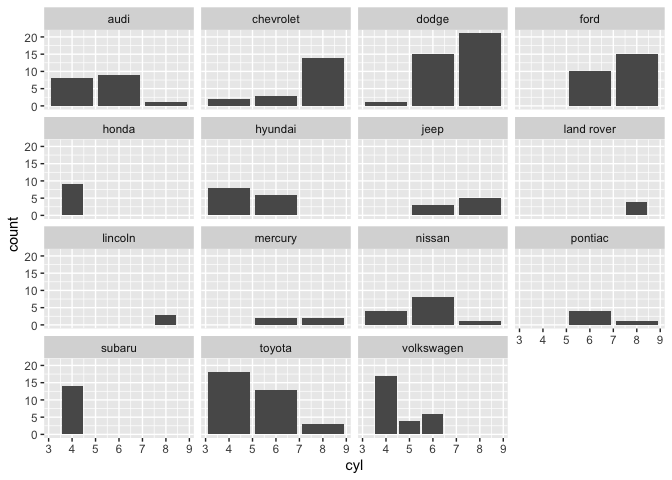 audi chevrolet dodge ford
20
15
10
5
0
honda hyundai jeep land rover
20
15
10
5
0
lincoln mercury nissan pontiac
20
15
10
5
0
3 4 5 6 7 8 9
subaru toyota volkswagen
20
15
10
5
0
3 4 5 6 7 8 9 3 4 5 6 7 8 9 3 4 5 6 7 8 9
cyl
count